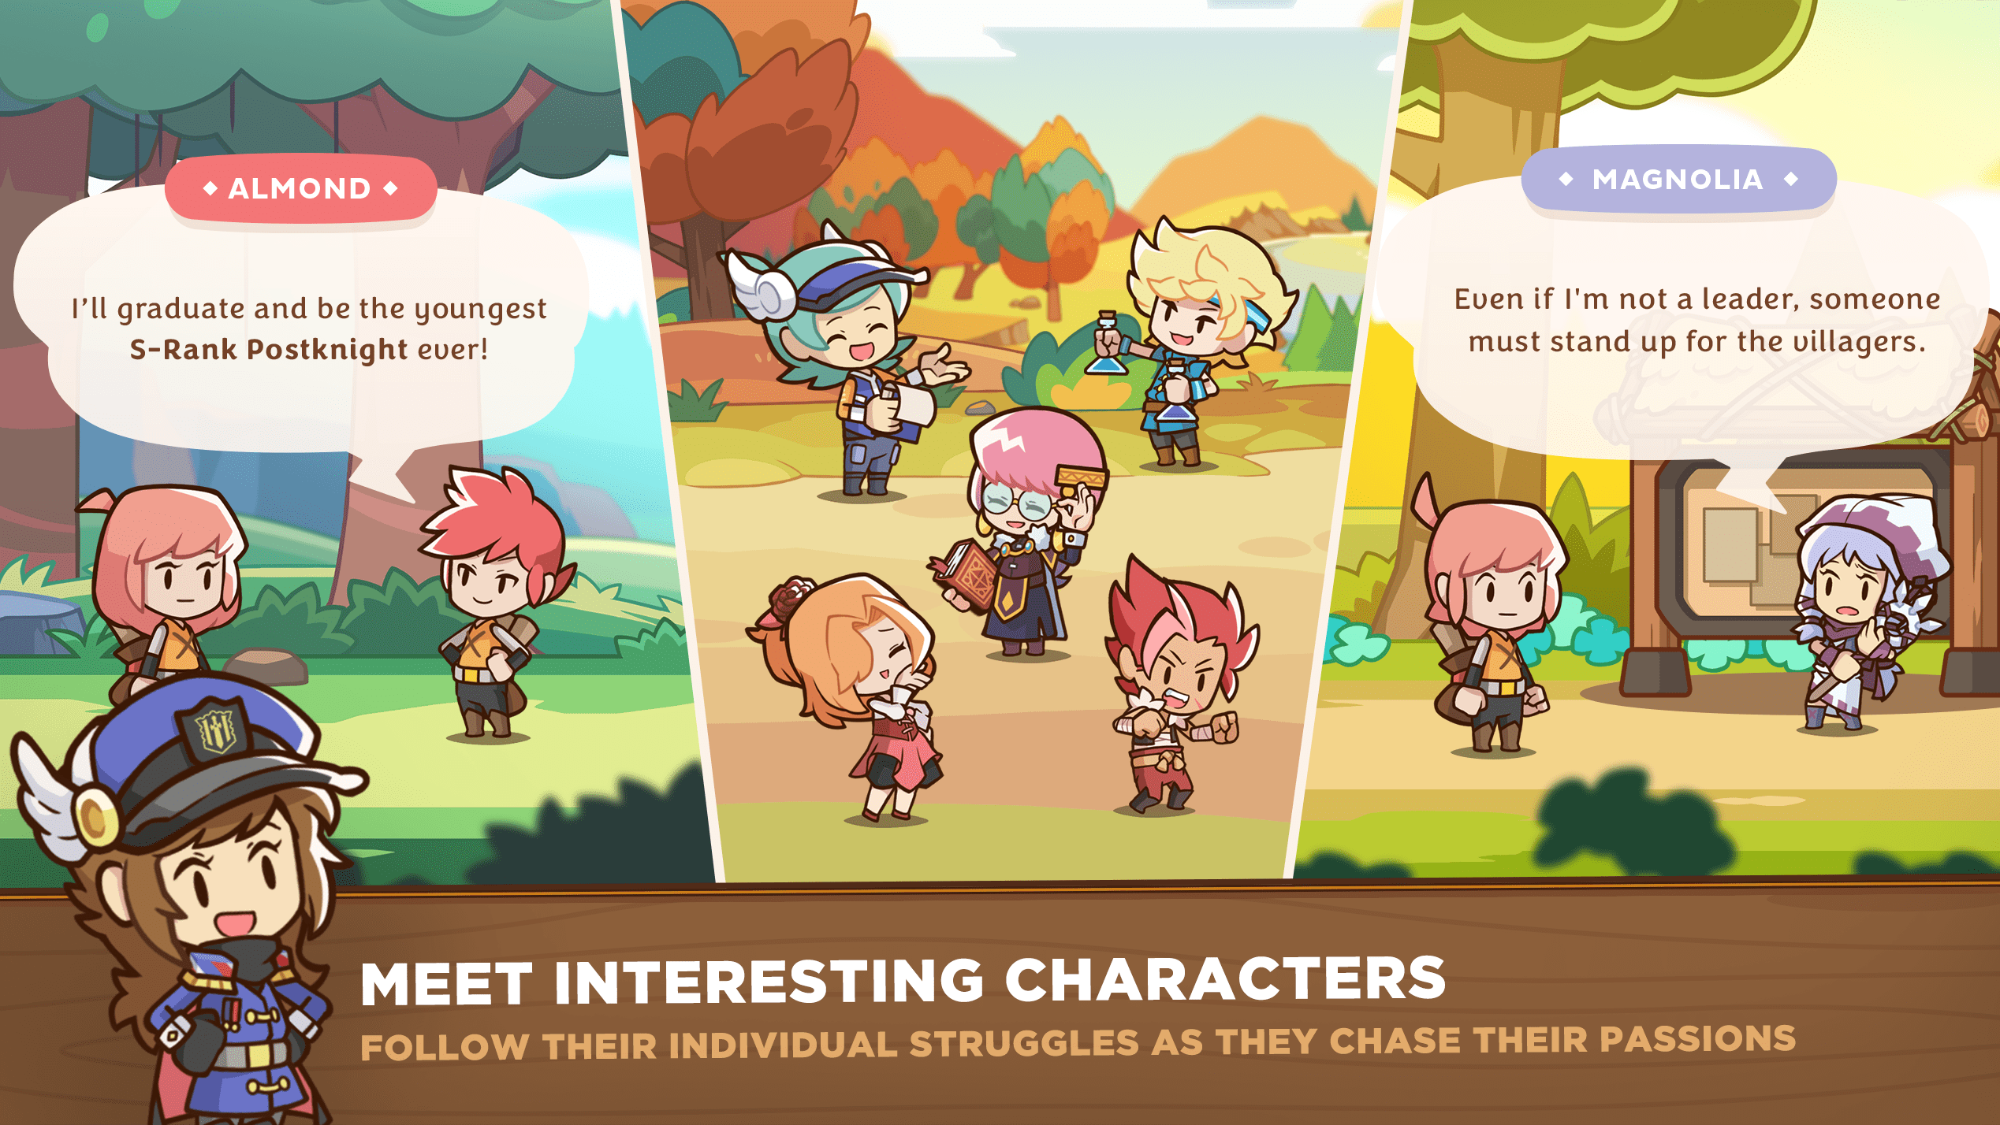 ALMOND
I'll graduate and be the youngest
S-Rank Postknight ever!
MAGNOLIA
Even if I'm not a leader, someone
must stand up for the villagers.
MEET INTERESTING CHARACTERS
FOLLOW THEIR INDIVIDUAL STRUGGLES AS THEY CHASE THEIR PASSIONS